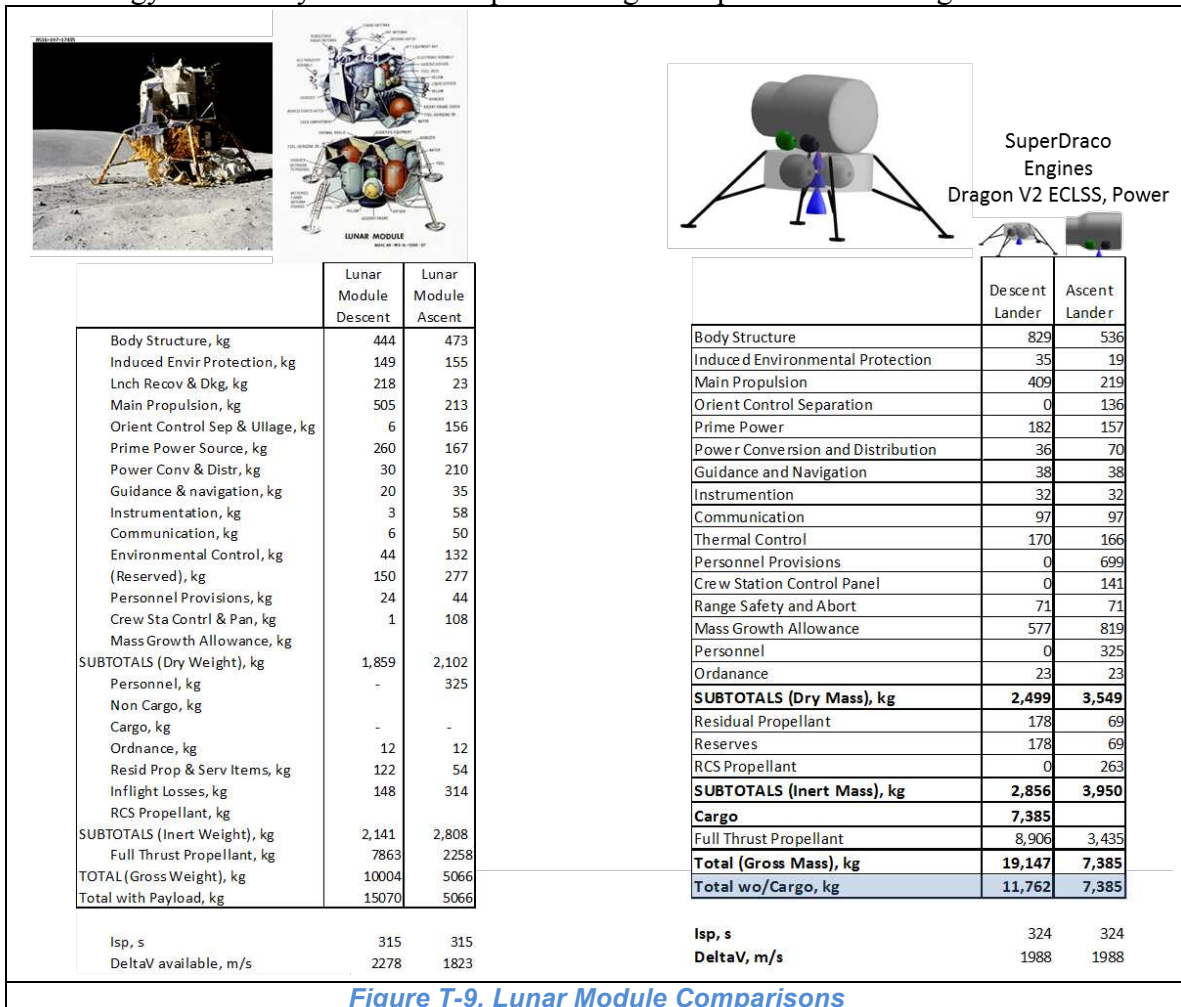 AS16-107-17435
LUNAR MODULE
SuperDraco
Engines
Dragon V2 ECLSS, Power
Lunar Module Descent Lunar Module Ascent
Body Structure, kg 444 473
Induced Envir Protection, kg 149 155
Lnch Recov & Dkg, kg 218 23
Main Propulsion, kg 505 213
Orient Control Sep & Ullage, kg 6 156
Prime Power Source, kg 260 167
Power Conv & Distr, kg 30 210
Guidance & navigation, kg 20 35
Instrumentation, kg 3 58
Communication, kg 6 50
Environmental Control, kg 44 132
(Reserved), kg 150 277
Personnel Provisions, kg 24 44
Crew Sta Contrl & Pan, kg 1 108
Mass Growth Allowance, kg
SUBTOTALS (Dry Weight), kg 1,859 2,102
Personnel, kg - 325
Non Cargo, kg
Cargo, kg - -
Ordnance, kg 12 12
Resid Prop & Serv Items, kg 122 54
Inflight Losses, kg 148 314
RCS Propellant, kg
SUBTOTALS (Inert Weight), kg 2,141 2,808
Full Thrust Propellant, kg 7863 2258
TOTAL (Gross Weight), kg 10004 5066
Total with Payload, kg 15070 5066
Isp, s 315 315
DeltaV available, m/s 2278 1823
Descent Lander Ascent Lander
Body Structure 829 536
Induced Environmental Protection 35 19
Main Propulsion 409 219
Orient Control Separation 0 136
Prime Power 182 157
Power Conversion and Distribution 36 70
Guidance and Navigation 38 38
Instrumention 32 32
Communication 97 97
Thermal Control 170 166
Personnel Provisions 0 699
Crew Station Control Panel 0 141
Range Safety and Abort 71 71
Mass Growth Allowance 577 819
Personnel 0 325
Ordanance 23 23
SUBTOTALS (Dry Mass), kg 2,499 3,549
Residual Propellant 178 69
Reserves 178 69
RCS Propellant 0 263
SUBTOTALS (Inert Mass), kg 2,856 3,950
Cargo 7,385
Full Thrust Propellant 8,906 3,435
Total (Gross Mass), kg 19,147 7,385
Total wo/Cargo, kg 11,762 7,385
Isp, s 324 324
DeltaV, m/s 1988 1988
Figure T-9. Lunar Module Comparisons